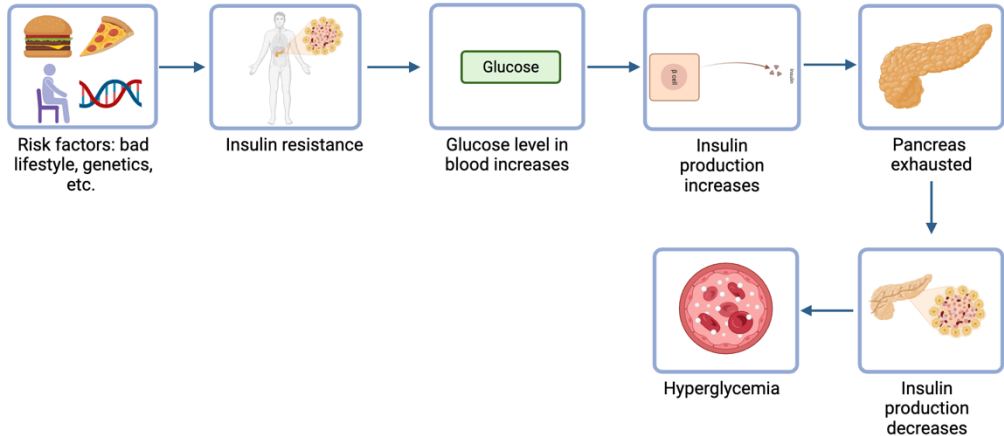 Glucose
β cell
Insulin
Risk factors: bad
lifestyle, genetics,
etc.
Insulin resistance
Glucose level in
blood increases
Insulin
production
increases
Pancreas
exhausted
Hyperglycemia
Insulin
production
decreases